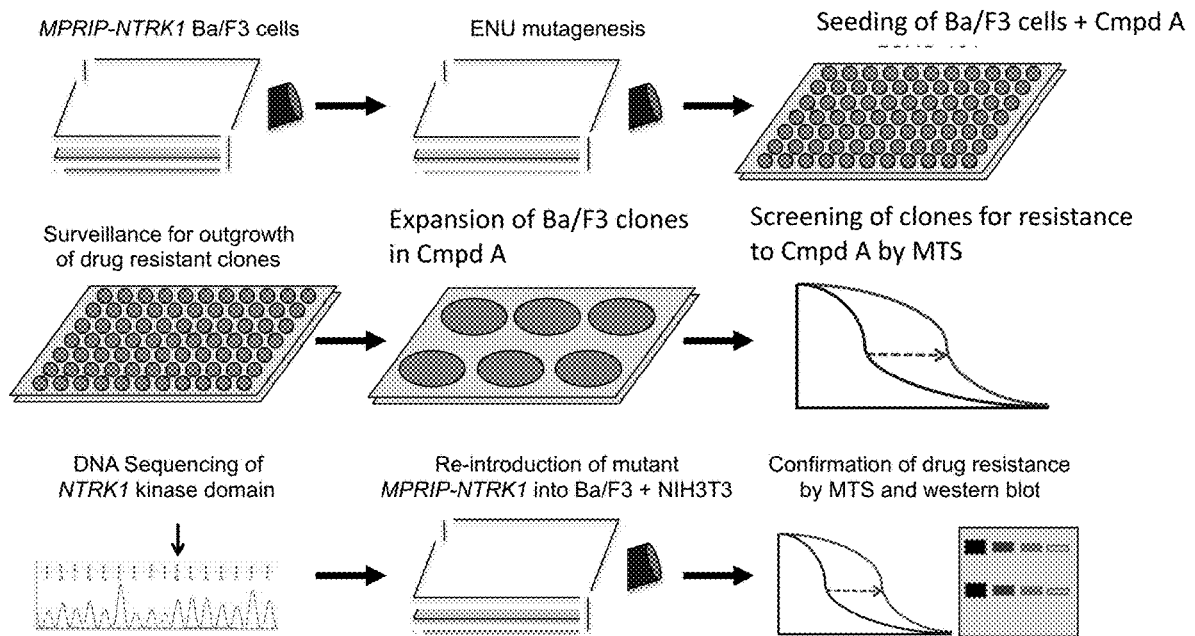 MPRIP-NTRK1 Ba/F3 cells
ENU mutagenesis
Seeding of Ba/F3 cells + Cmpd A
Surveillance for outgrowth
of drug resistant clones
Expansion of Ba/F3 clones
in Cmpd A
Screening of clones for resistance
to Cmpd A by MTS
DNA Sequencing of
NTRK1 kinase domain
Re-introduction of mutant
MPRIP-NTRK1 into Ba/F3 + NIH3T3
Confirmation of drug resistance
by MTS and western blot